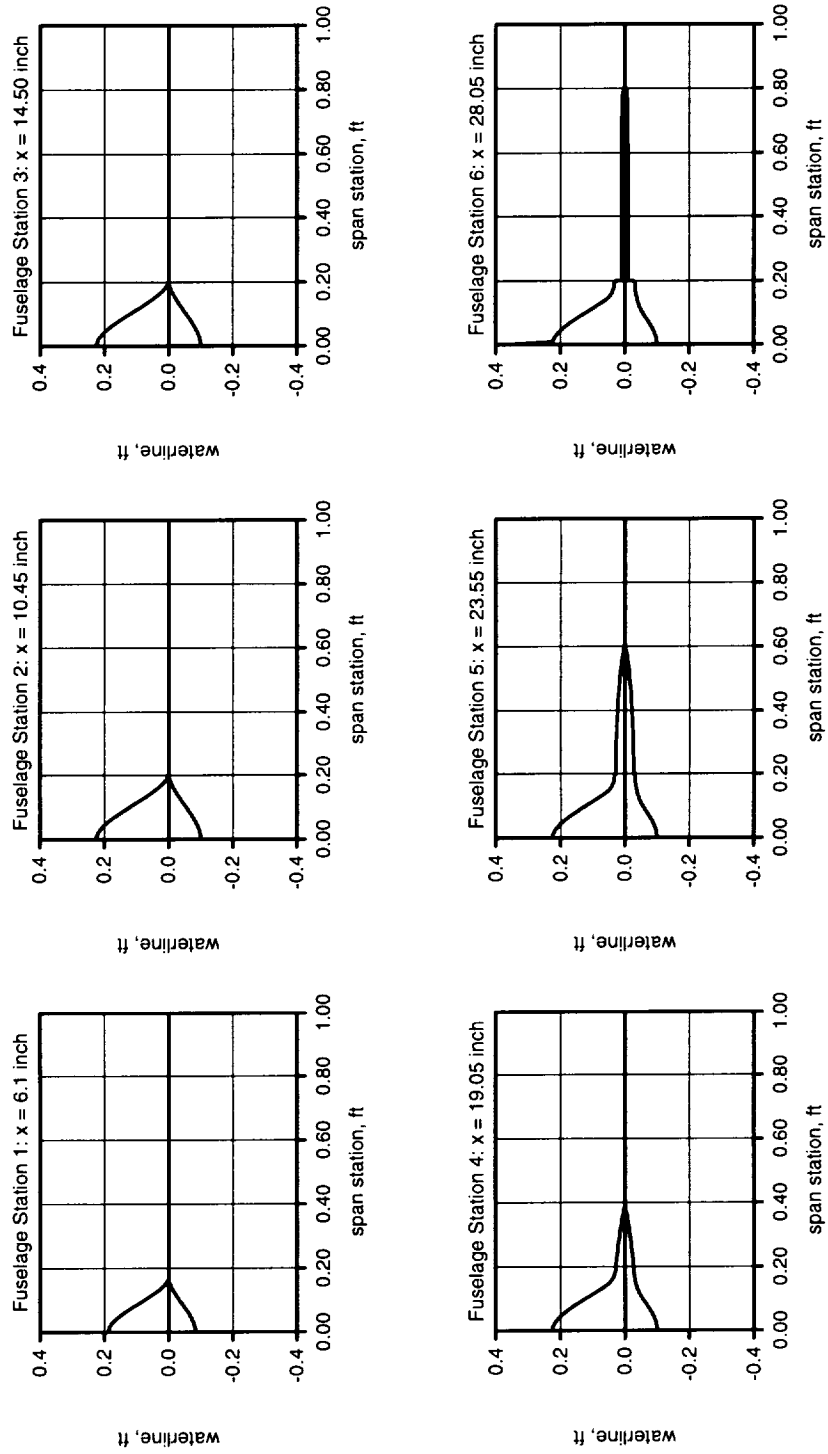 Fuselage Station 1: x = 6.1 inch
0.4
0.2
0.0
-0.2
-0.4
waterline, ft
0.00 0.20 0.40 0.60 0.80 1.00
span station, ft
Fuselage Station 2: x = 10.45 inch
0.4
0.2
0.0
-0.2
-0.4
waterline, ft
0.00 0.20 0.40 0.60 0.80 1.00
span station, ft
Fuselage Station 3: x = 14.50 inch
0.4
0.2
0.0
-0.2
-0.4
waterline, ft
0.00 0.20 0.40 0.60 0.80 1.00
span station, ft
Fuselage Station 4: x = 19.05 inch
0.4
0.2
0.0
-0.2
-0.4
waterline, ft
0.00 0.20 0.40 0.60 0.80 1.00
span station, ft
Fuselage Station 5: x = 23.55 inch
0.4
0.2
0.0
-0.2
-0.4
waterline, ft
0.00 0.20 0.40 0.60 0.80 1.00
span station, ft
Fuselage Station 6: x = 28.05 inch
0.4
0.2
0.0
-0.2
-0.4
waterline, ft
0.00 0.20 0.40 0.60 0.80 1.00
span station, ft